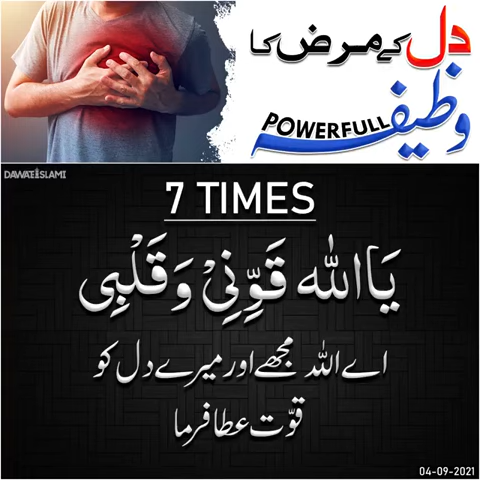 دل کے مرض کا
POWERFULL
وظیفہ
DAWATEISLAMI
7 TIMES
یَااللّٰه قَوِّنِیْ وَ قَلْبِی
اے اللہ مجھے اور میرے دل کو
قوّت عطا فرما
04-09-2021